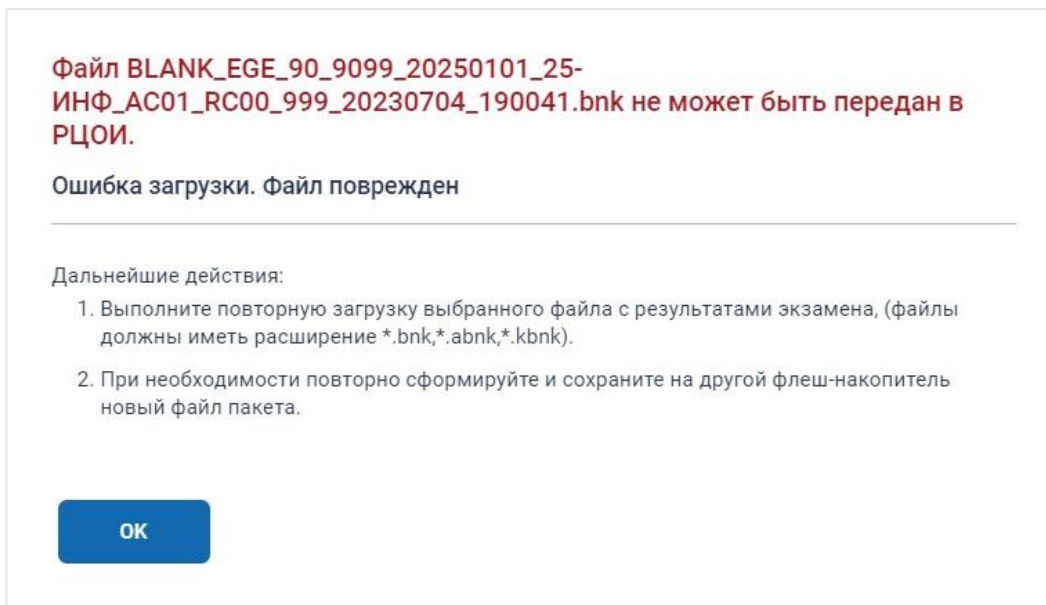 Файл BLANK_EGE_90_9099_20250101_25-
ИНФ_AC01_RC00_999_20230704_190041.bnk не может быть передан в
РЦОИ.
Ошибка загрузки. Файл поврежден
Дальнейшие действия:
1. Выполните повторную загрузку выбранного файла с результатами экзамена, (файлы
должны иметь расширение *.bnk,*.abnk,*.kbnk).
2. При необходимости повторно сформируйте и сохраните на другой флеш-накопитель
новый файл пакета.
ОК